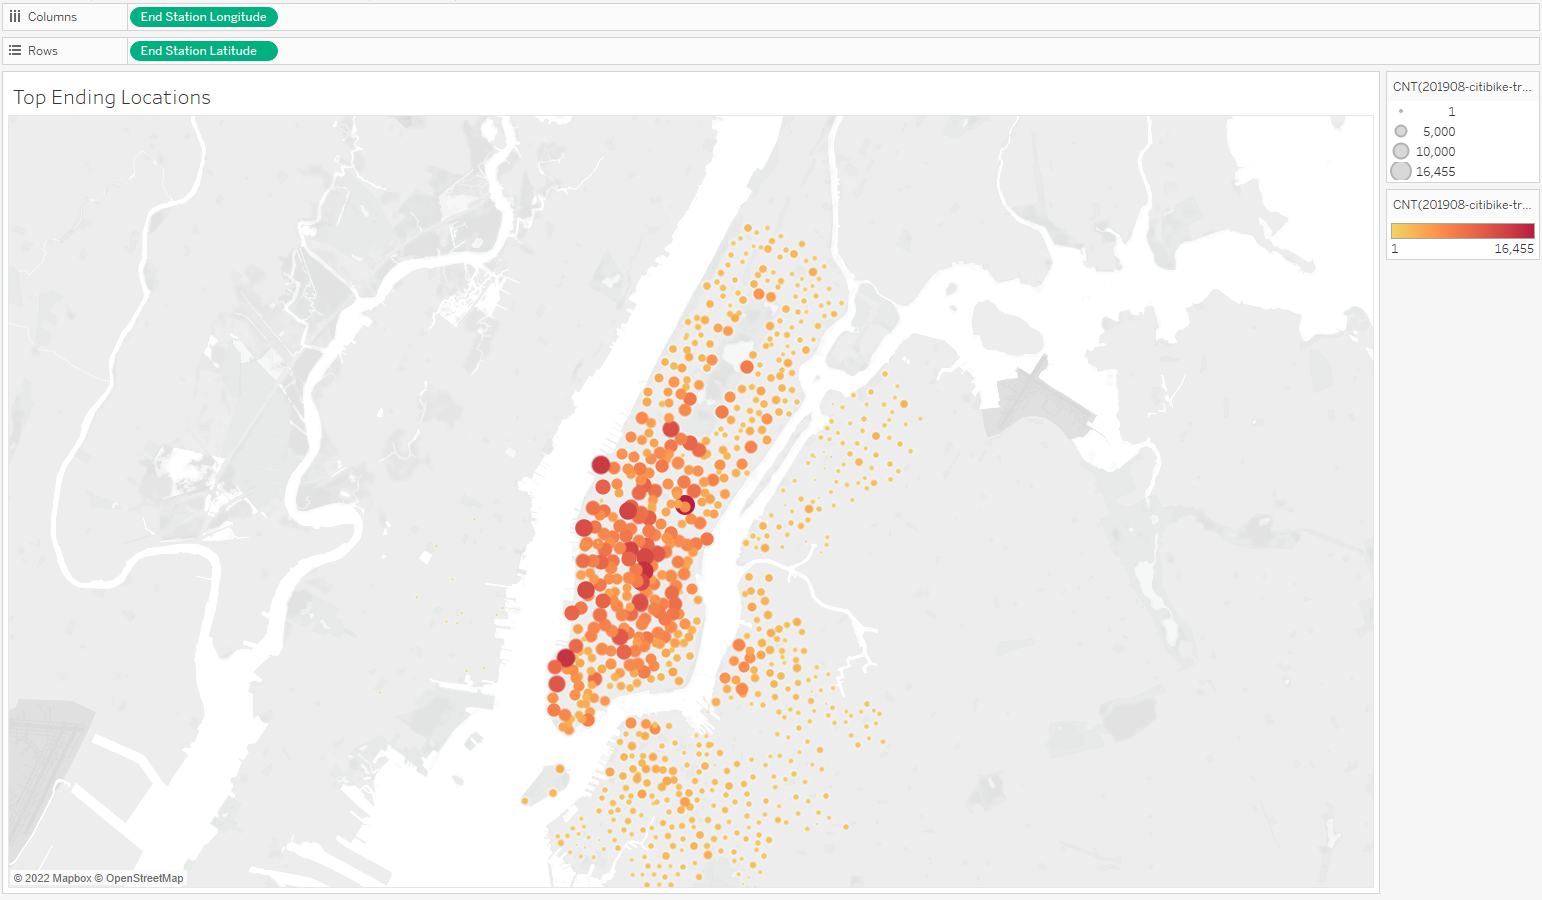 Columns
End Station Longitude
Rows
End Station Latitude
Top Ending Locations
CNT(201908-citibike-tr...
1
5,000
10,000
16,455
CNT(201908-citibike-tr...
1 16,455
© 2022 Mapbox © OpenStreetMap